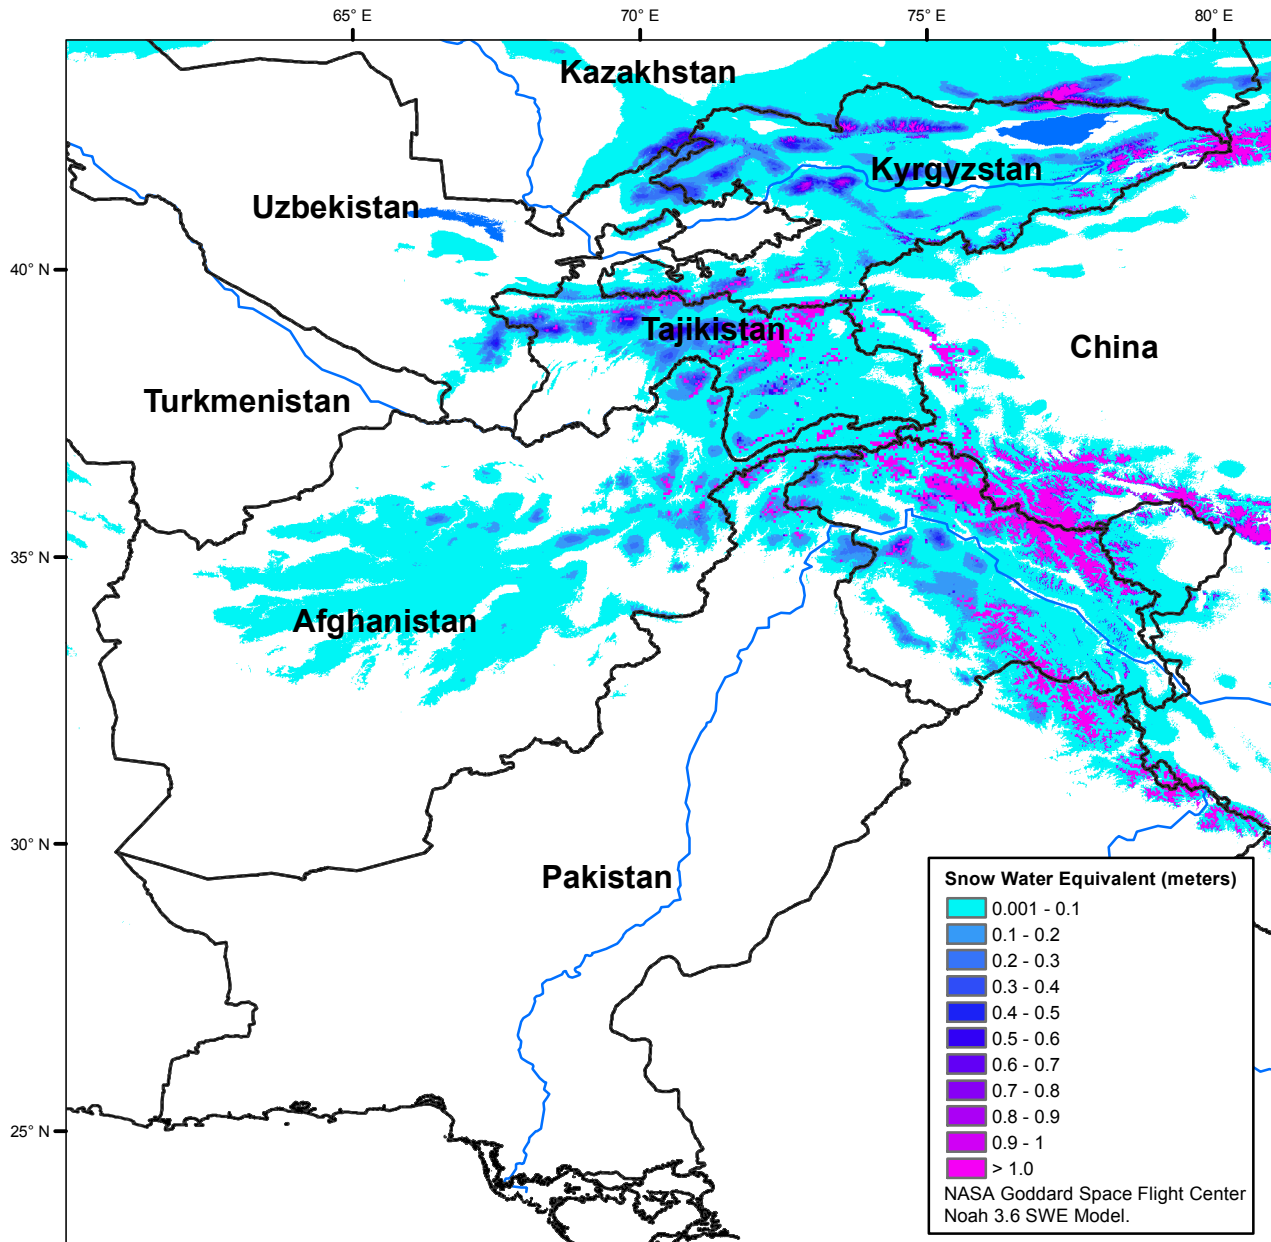 65° E
70° E
75° E
80° E
Kazakhstan
Kyrgyzstan
Uzbekistan
40° N
Tajikistan
China
Turkmenistan
35° N
Afghanistan
30° N
Pakistan
25° N
Snow Water Equivalent (meters)
0.001 - 0.1
0.1 - 0.2
0.2 - 0.3
0.3 - 0.4
0.4 - 0.5
0.5 - 0.6
0.6 - 0.7
0.7 - 0.8
0.8 - 0.9
0.9 - 1
> 1.0
NASA Goddard Space Flight Center
Noah 3.6 SWE Model.